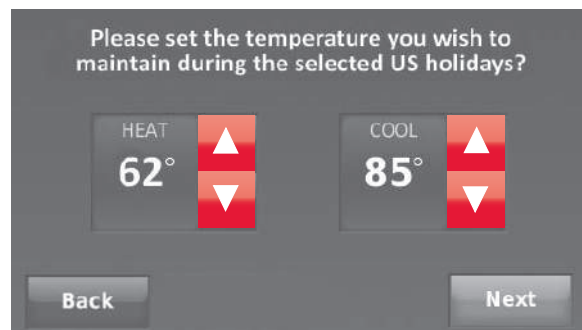 Please set the temperature you wish to
maintain during the selected US holidays?
HEAT
62°
COOL
85°
Back
Next